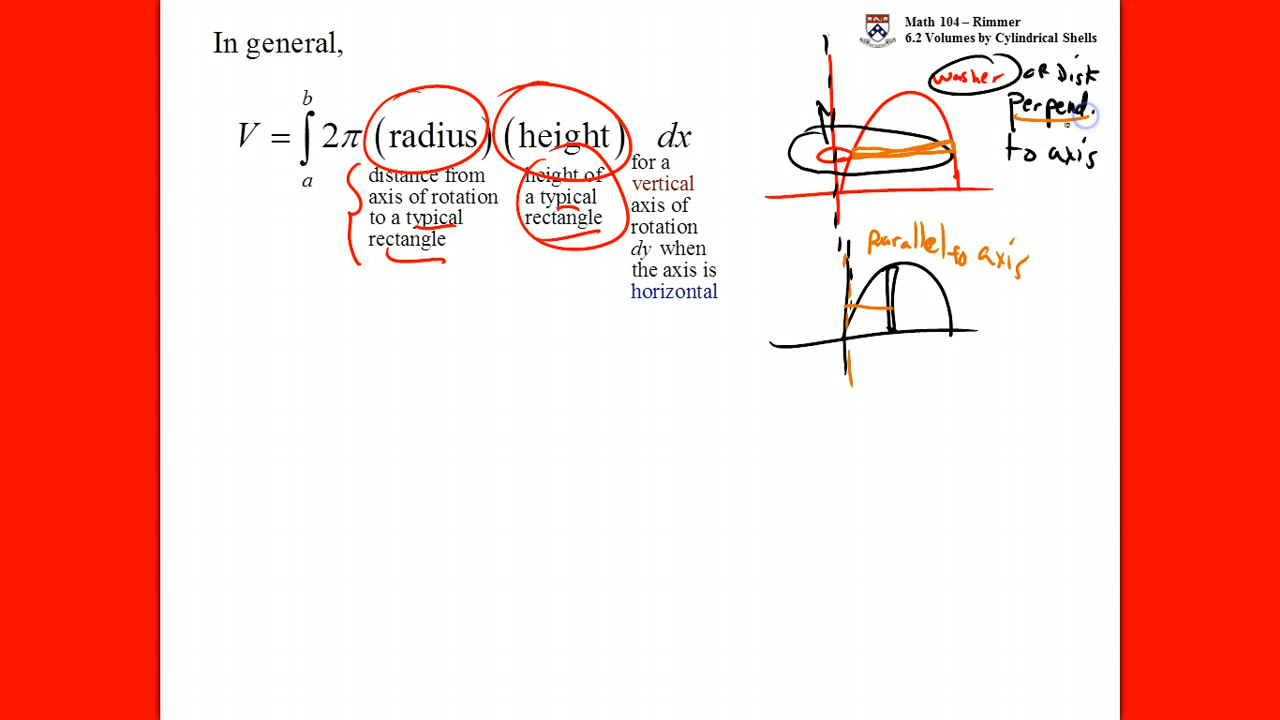 In general,
Math 104 – Rimmer
6.2 Volumes by Cylindrical Shells
V = ∫ₐᵇ 2π (radius) (height) dx
distance from
axis of rotation
to a typical
rectangle
height of
a typical
rectangle
for a
vertical
axis of
rotation
dy when
the axis is
horizontal
washer or Disk
perpend.
to axis
parallel to axis